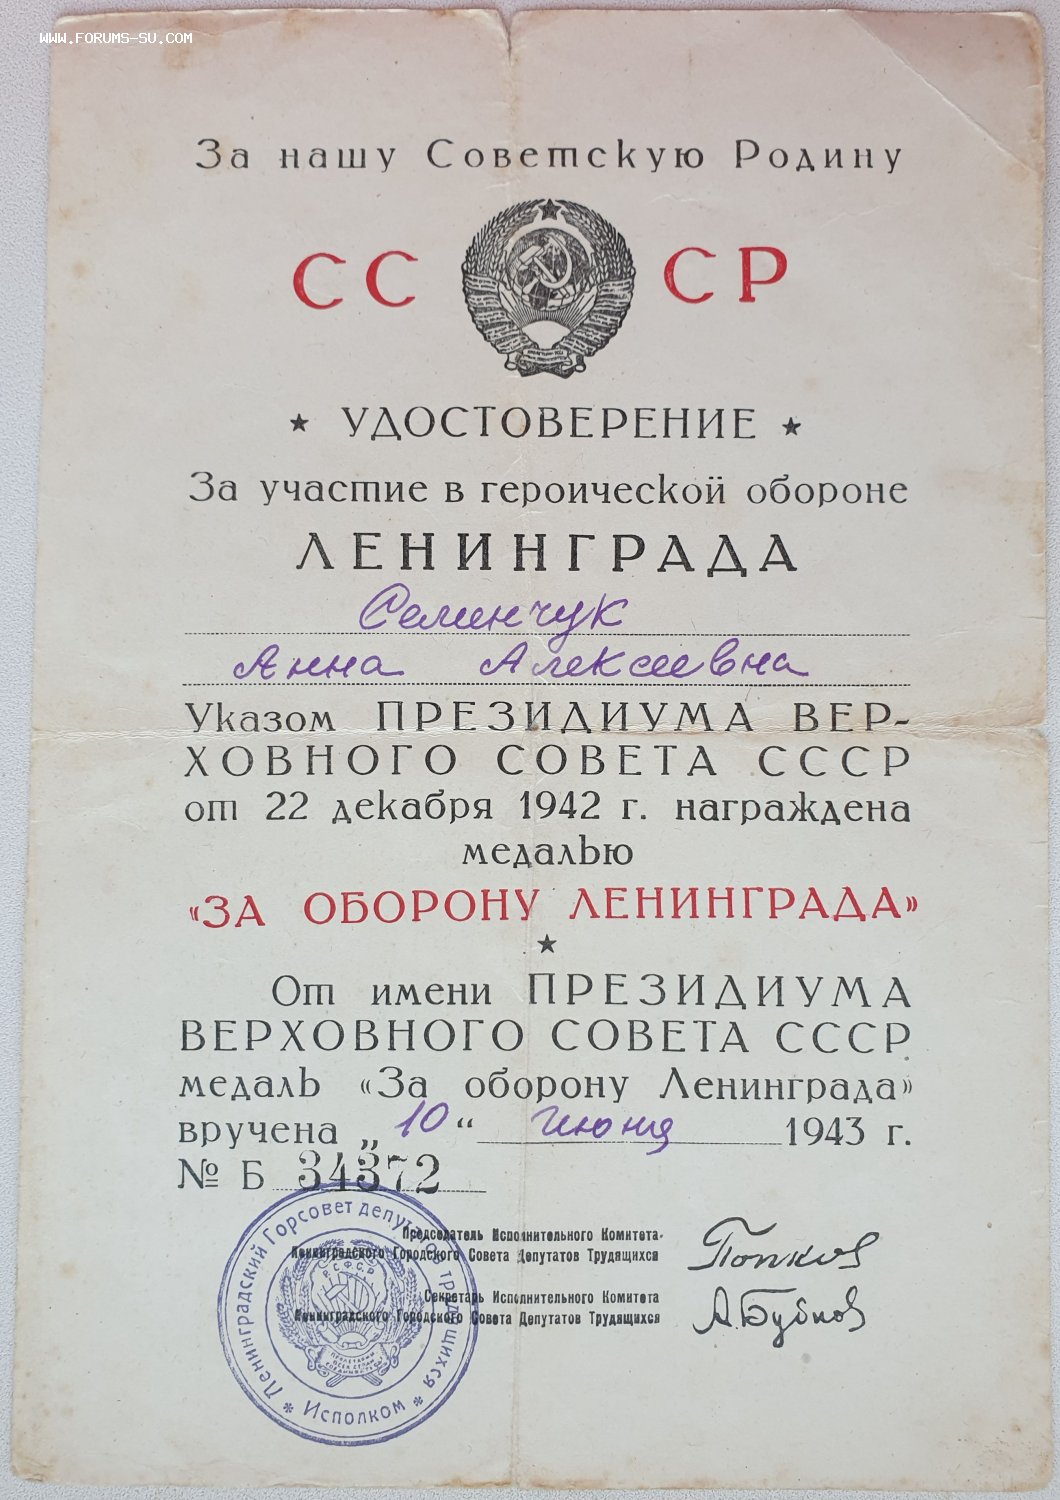 www.forums-su.com
За нашу Советскую Родину
СС СР
УДОСТОВЕРЕНИЕ
За участие в героической обороне
ЛЕНИНГРАДА
Селинчук
Анна Алексеевна
Указом ПРЕЗИДИУМА ВЕР-
ХОВНОГО СОВЕТА СССР
от 22 декабря 1942 г. награждена
медалью
«ЗА ОБОРОНУ ЛЕНИНГРАДА»
От имени ПРЕЗИДИУМА
ВЕРХОВНОГО СОВЕТА СССР
медаль «За оборону Ленинграда»
вручена „10“ июня 1943 г.
№ Б 34372
Председатель Исполнительного Комитета
Ленинградского Городского Совета Депутатов Трудящихся
Попков
Секретарь Исполнительного Комитета
Ленинградского Городского Совета Депутатов Трудящихся
А.Бубнов
Ленинградский Горсовет депутатов трудящихся
РСФСР
Исполком